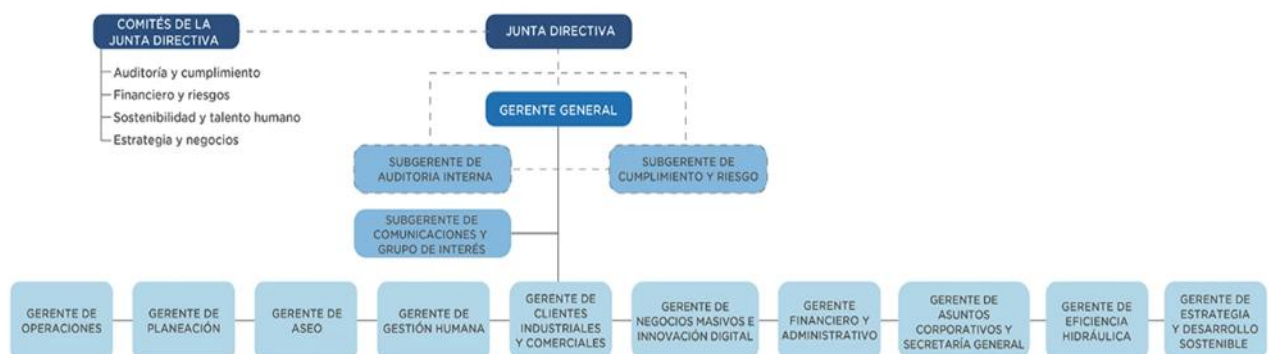 COMITÉS DE LA
JUNTA DIRECTIVA
JUNTA DIRECTIVA
Auditoría y cumplimiento
Financiero y riesgos
Sostenibilidad y talento humano
Estrategia y negocios
GERENTE GENERAL
SUBGERENTE DE
AUDITORIA INTERNA
SUBGERENTE DE
CUMPLIMIENTO Y RIESGO
SUBGERENTE DE
COMUNICACIONES Y
GRUPO DE INTERÉS
GERENTE DE
OPERACIONES
GERENTE DE
PLANEACIÓN
GERENTE DE
ASEO
GERENTE DE
GESTIÓN HUMANA
GERENTE DE
CLIENTES
INDUSTRIALES
Y COMERCIALES
GERENTE DE
NEGOCIOS MASIVOS E
INNOVACIÓN DIGITAL
GERENTE
FINANCIERO Y
ADMINISTRATIVO
GERENTE DE
ASUNTOS
CORPORATIVOS Y
SECRETARÍA GENERAL
GERENTE DE
EFICIENCIA
HIDRÁULICA
GERENTE DE
ESTRATEGIA
Y DESARROLLO
SOSTENIBLE